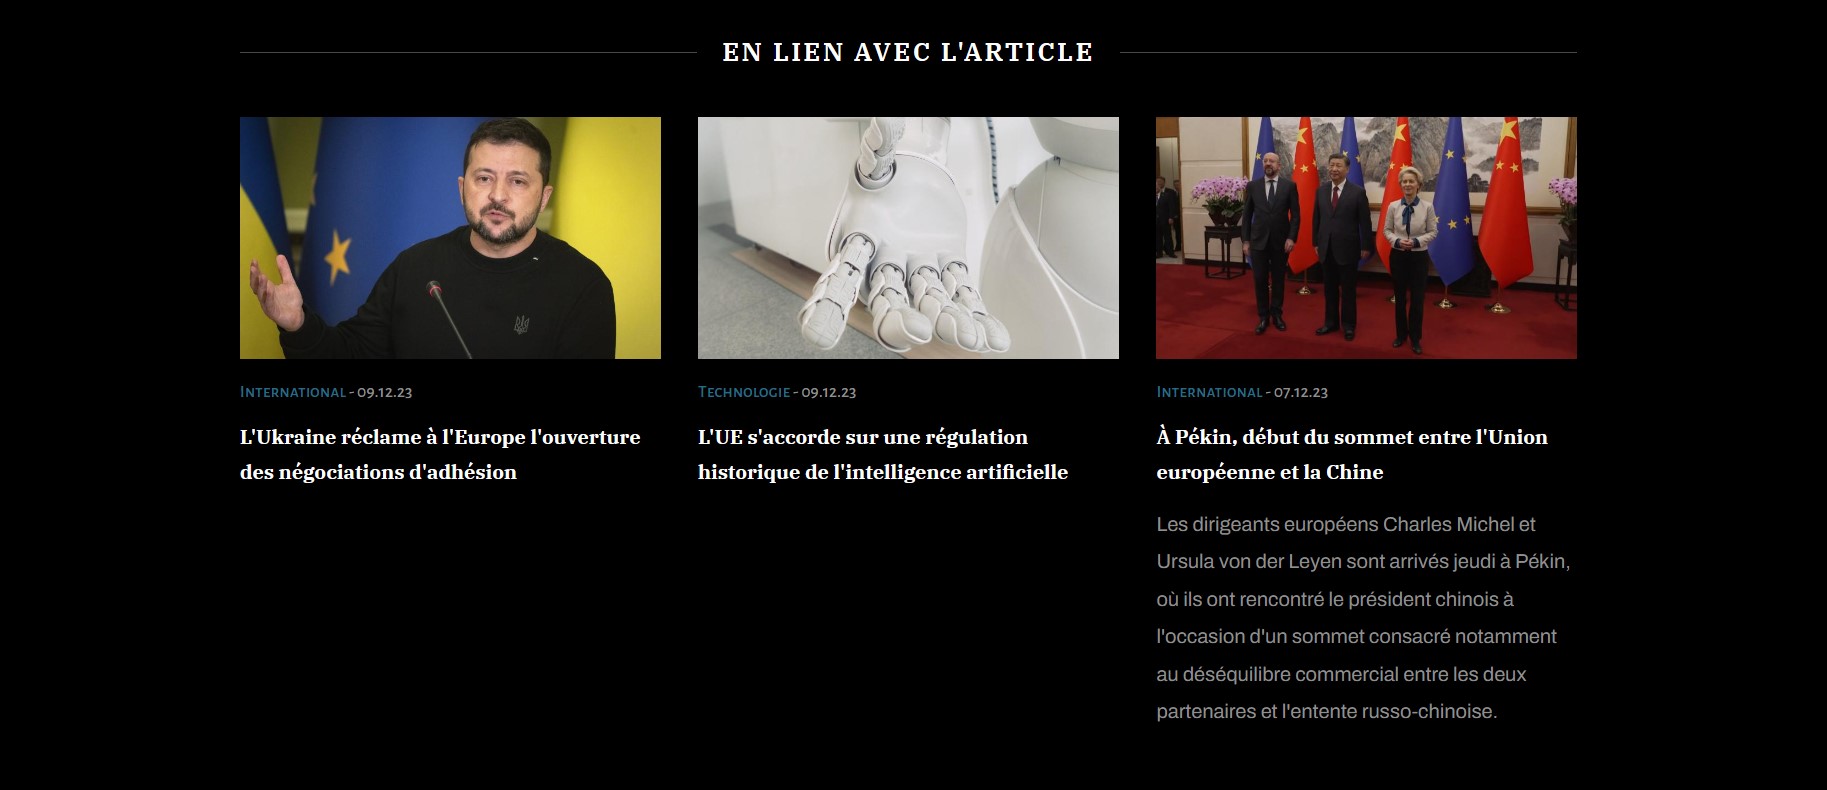 EN LIEN AVEC L'ARTICLE
International - 09.12.23
L'Ukraine réclame à l'Europe l'ouverture
des négociations d'adhésion
Technologie - 09.12.23
L'UE s'accorde sur une régulation
historique de l'intelligence artificielle
International - 07.12.23
À Pékin, début du sommet entre l'Union
européenne et la Chine
Les dirigeants européens Charles Michel et
Ursula von der Leyen sont arrivés jeudi à Pékin,
où ils ont rencontré le président chinois à
l'occasion d'un sommet consacré notamment
au déséquilibre commercial entre les deux
partenaires et l'entente russo-chinoise.